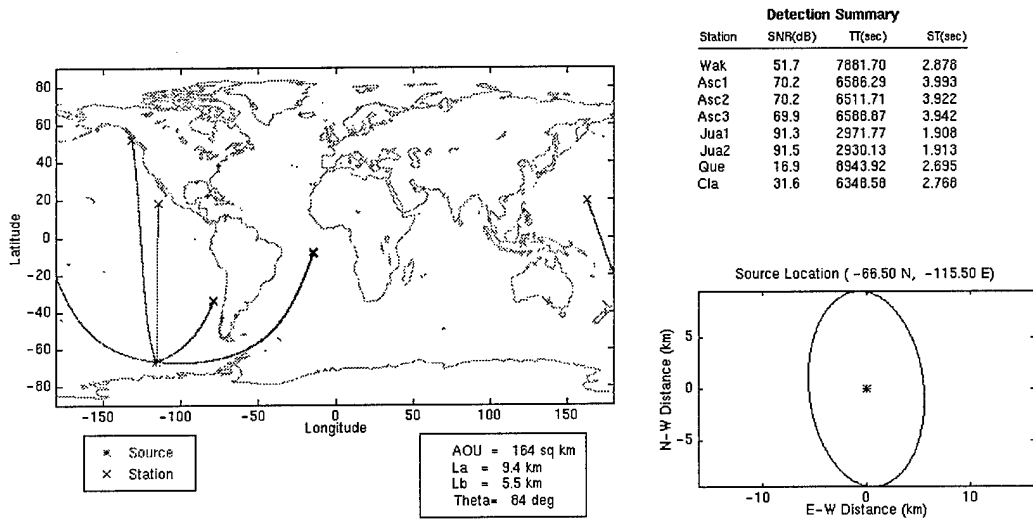 Detection Summary
Station SNR(dB) TT(sec) ST(sec)
Wak 51.7 7881.70 2.878
Asc1 70.2 6586.29 3.993
Asc2 70.2 6511.71 3.922
Asc3 69.9 6588.87 3.942
Jua1 91.3 2971.77 1.908
Jua2 91.5 2930.13 1.913
Que 16.9 8943.92 2.695
Cla 31.6 6348.58 2.768
80
60
40
20
0
-20
-40
-60
-80
Latitude
-150 -100 -50 0 50 100 150
Longitude
* Source
× Station
AOU = 164 sq km
La = 9.4 km
Lb = 5.5 km
Theta= 84 deg
Source Location ( -66.50 N, -115.50 E)
5
0
-5
N-W Distance (km)
-10 0 10
E-W Distance (km)